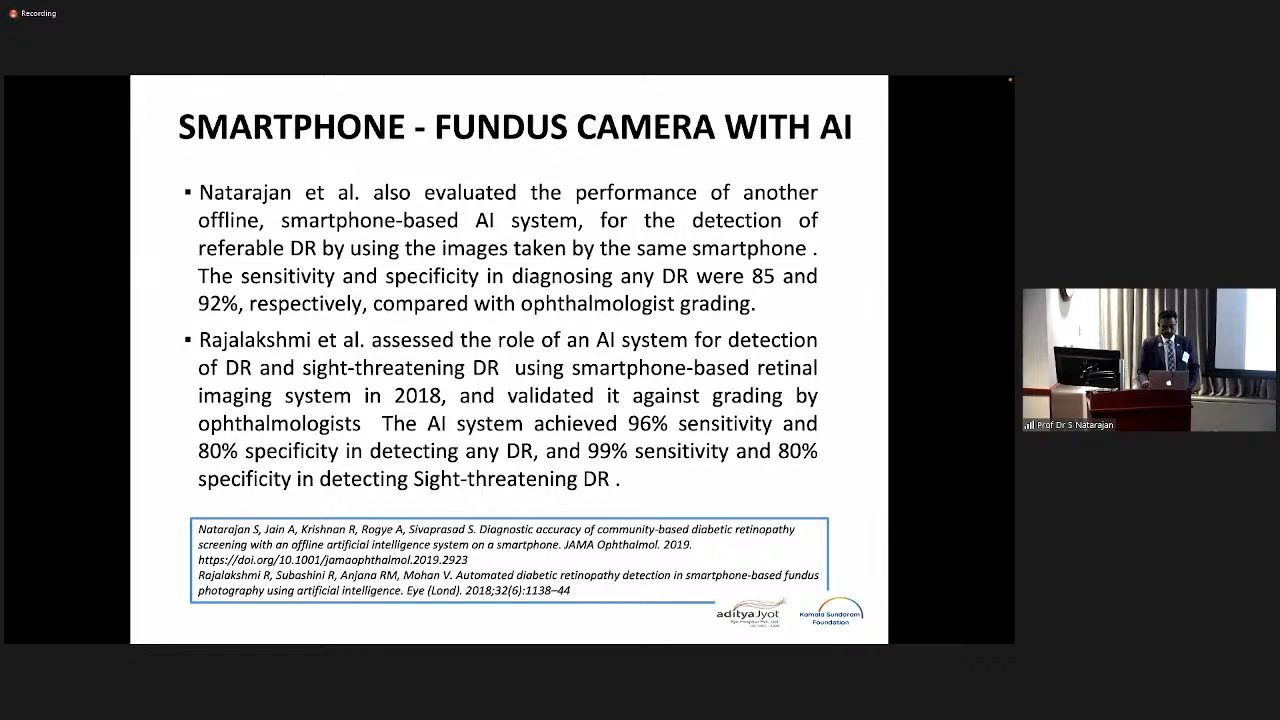 Recording
SMARTPHONE - FUNDUS CAMERA WITH AI
▪ Natarajan et al. also evaluated the performance of another
offline, smartphone-based AI system, for the detection of
referable DR by using the images taken by the same smartphone .
The sensitivity and specificity in diagnosing any DR were 85 and
92%, respectively, compared with ophthalmologist grading.
▪ Rajalakshmi et al. assessed the role of an AI system for detection
of DR and sight-threatening DR using smartphone-based retinal
imaging system in 2018, and validated it against grading by
ophthalmologists The AI system achieved 96% sensitivity and
80% specificity in detecting any DR, and 99% sensitivity and 80%
specificity in detecting Sight-threatening DR .
Natarajan S, Jain A, Krishnan R, Rogye A, Sivaprasad S. Diagnostic accuracy of community-based diabetic retinopathy
screening with an offline artificial intelligence system on a smartphone. JAMA Ophthalmol. 2019.
https://doi.org/10.1001/jamaophthalmol.2019.2923
Rajalakshmi R, Subashini R, Anjana RM, Mohan V. Automated diabetic retinopathy detection in smartphone-based fundus
photography using artificial intelligence. Eye (Lond). 2018;32(6):1138–44
aditya Jyot
Eye Hospital Pvt. Ltd.
Kamala Sundaram
Foundation
Prof Dr S Natarajan